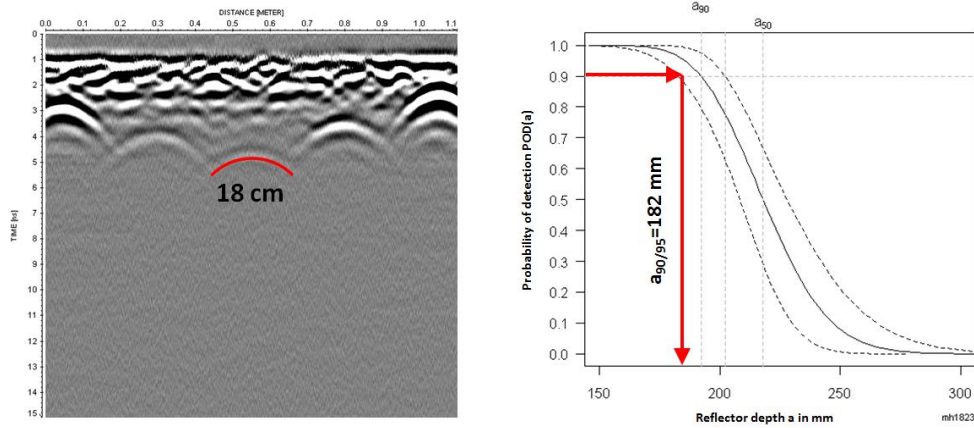 DISTANCE [METER]
0.0 0.1 0.2 0.3 0.4 0.5 0.6 0.7 0.8 0.9 1.0 1.1
TIME [ns]
0
1
2
3
4
5
6
7
8
9
10
11
12
13
14
15
18 cm
a90 a50
Probability of detection POD(a)
1.0
0.9
0.8
0.7
0.6
0.5
0.4
0.3
0.2
0.1
0.0
a90/95=182 mm
150 200 250 300
Reflector depth a in mm
mh1823